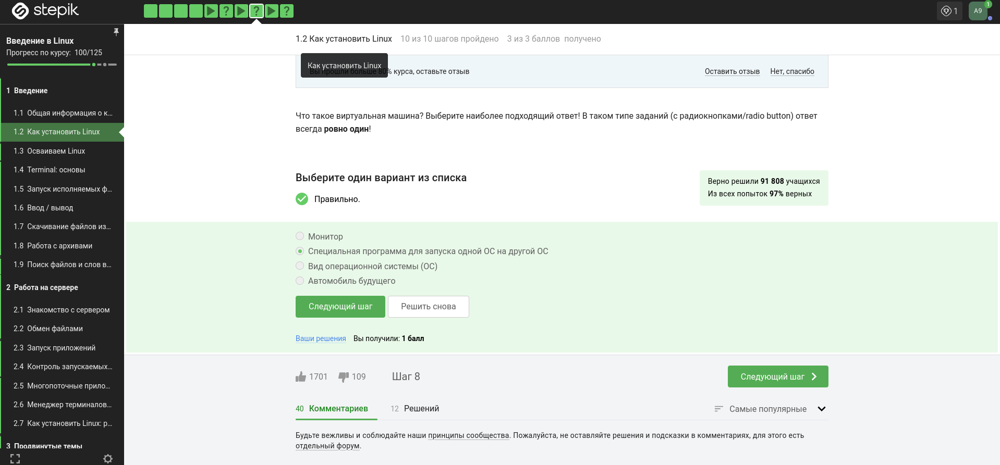 stepik
?
?
?
1
A9
1
Введение в Linux
Прогресс по курсу: 100/125
1 Введение
1.1 Общая информация о к...
1.2 Как установить Linux
1.3 Осваиваем Linux
1.4 Terminal: основы
1.5 Запуск исполняемых ф...
1.6 Ввод / вывод
1.7 Скачивание файлов из...
1.8 Работа с архивами
1.9 Поиск файлов и слов в...
2 Работа на сервере
2.1 Знакомство с сервером
2.2 Обмен файлами
2.3 Запуск приложений
2.4 Контроль запускаемых...
2.5 Многопоточные прило...
2.6 Менеджер терминалов...
2.7 Как установить Linux: р...
3 Продвинутые темы
1.2 Как установить Linux 10 из 10 шагов пройдено 3 из 3 баллов получено
Как установить Linux
Вы прошли больше 80% курса, оставьте отзыв
Оставить отзыв Нет, спасибо
Что такое виртуальная машина? Выберите наиболее подходящий ответ! В таком типе заданий (с радиокнопками/radio button) ответ
всегда ровно один!
Выберите один вариант из списка
Правильно.
Верно решили 91 808 учащихся
Из всех попыток 97% верных
Монитор
Специальная программа для запуска одной ОС на другой ОС
Вид операционной системы (ОС)
Автомобиль будущего
Следующий шаг Решить снова
Ваши решения Вы получили: 1 балл
1701 109 Шаг 8
Следующий шаг
40 Комментариев 12 Решений
Самые популярные
Будьте вежливы и соблюдайте наши принципы сообщества. Пожалуйста, не оставляйте решения и подсказки в комментариях, для этого есть
отдельный форум.